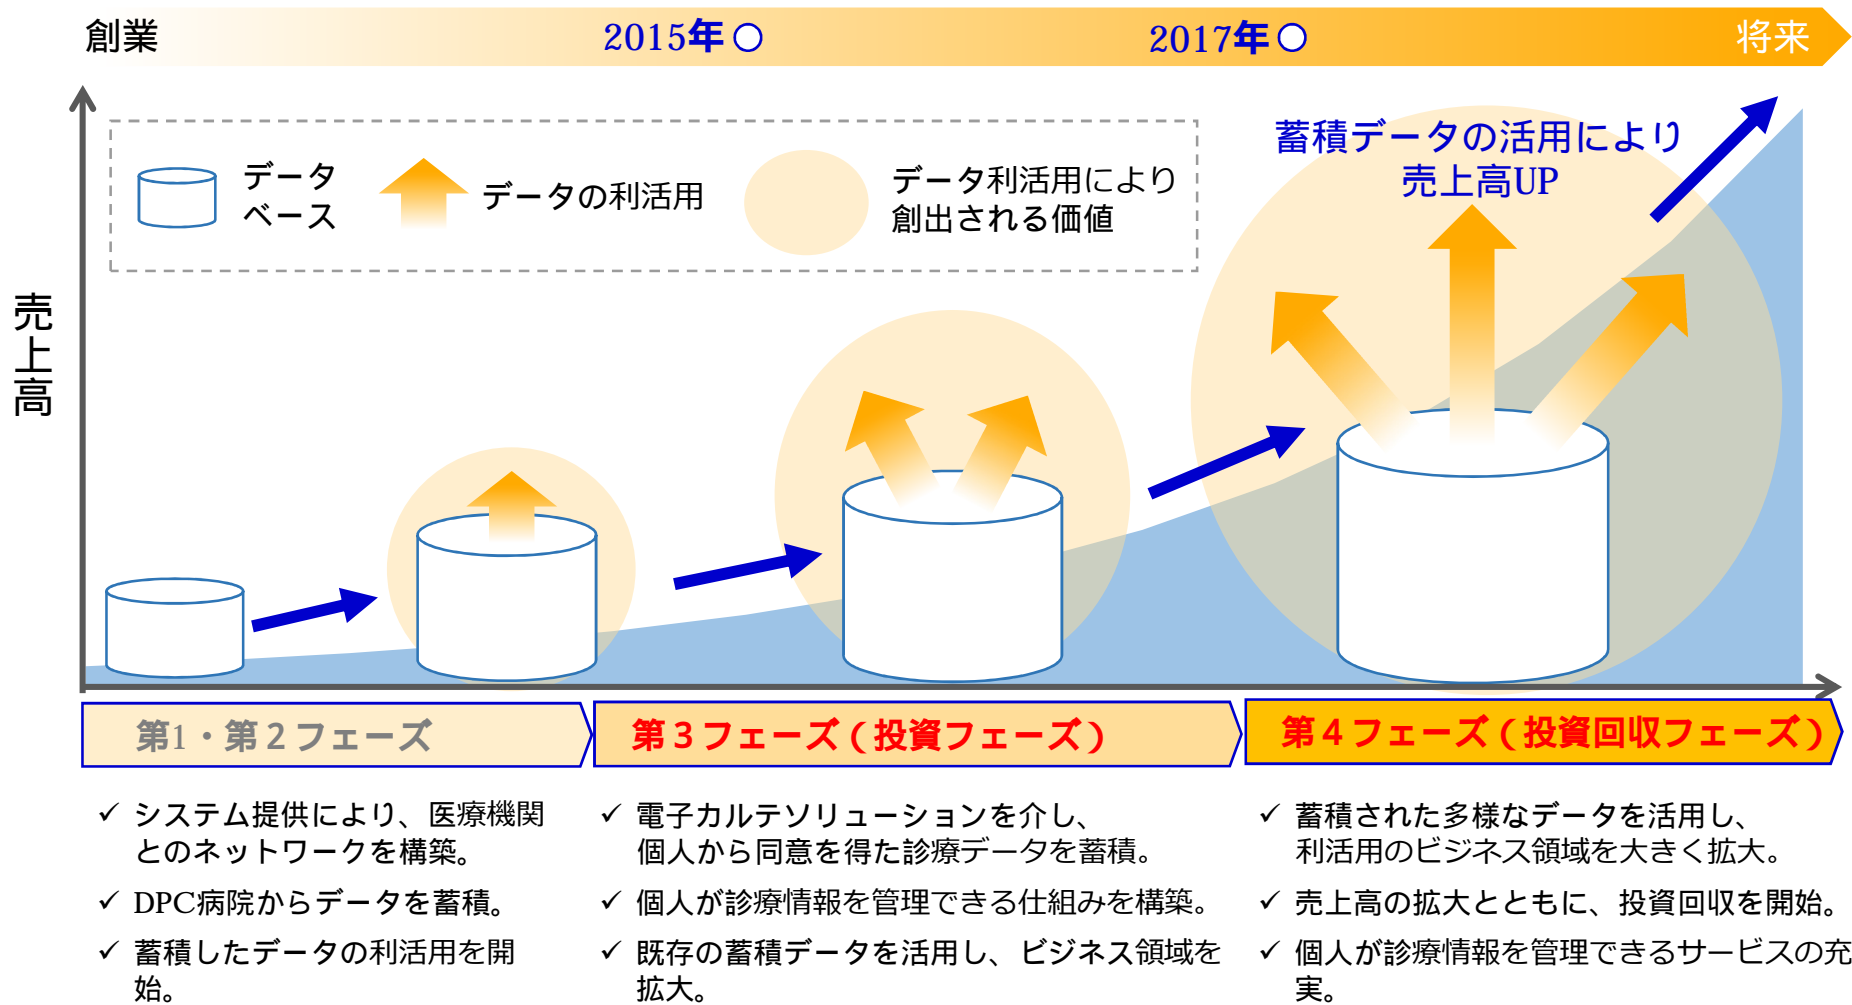 創業
2015年○
2017年○
将来
売上高
データ
ベース
データの利活用
データ利活用により
創出される価値
蓄積データの活用により
売上高UP
第1・第２フェーズ
第３フェーズ（投資フェーズ）
第４フェーズ（投資回収フェーズ）
✓ システム提供により、医療機関
とのネットワークを構築。
✓ DPC病院からデータを蓄積。
✓ 蓄積したデータの利活用を開
始。
✓ 電子カルテソリューションを介し、
個人から同意を得た診療データを蓄積。
✓ 個人が診療情報を管理できる仕組みを構築。
✓ 既存の蓄積データを活用し、ビジネス領域を
拡大。
✓ 蓄積された多様なデータを活用し、
利活用のビジネス領域を大きく拡大。
✓ 売上高の拡大とともに、投資回収を開始。
✓ 個人が診療情報を管理できるサービスの充
実。